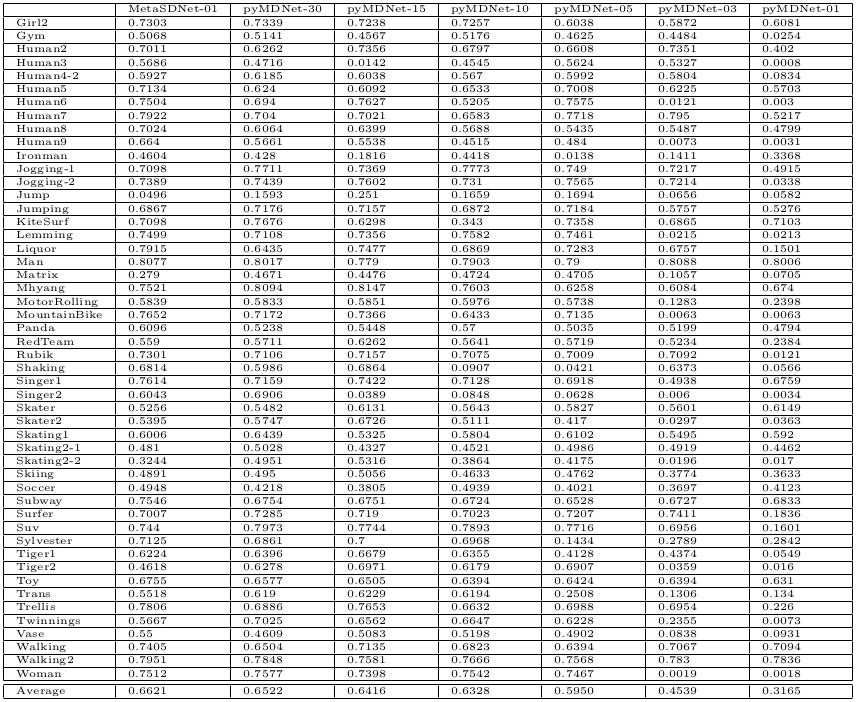 MetaSDNet-01 pyMDNet-30 pyMDNet-15 pyMDNet-10 pyMDNet-05 pyMDNet-03 pyMDNet-01
Girl2 0.7303 0.7339 0.7238 0.7257 0.6038 0.5872 0.6081
Gym 0.5068 0.5141 0.4567 0.5176 0.4625 0.4484 0.0254
Human2 0.7011 0.6262 0.7356 0.6797 0.6608 0.7351 0.402
Human3 0.5686 0.4716 0.0142 0.4545 0.5624 0.5327 0.0008
Human4-2 0.5927 0.6185 0.6038 0.567 0.5992 0.5804 0.0834
Human5 0.7134 0.624 0.6092 0.6533 0.7008 0.6225 0.5703
Human6 0.7504 0.694 0.7627 0.5205 0.7575 0.0121 0.003
Human7 0.7922 0.704 0.7021 0.6583 0.7718 0.795 0.5217
Human8 0.7024 0.6064 0.6399 0.5688 0.5435 0.5487 0.4799
Human9 0.664 0.5661 0.5538 0.4515 0.484 0.0073 0.0031
Ironman 0.4604 0.428 0.1816 0.4418 0.0138 0.1411 0.3368
Jogging-1 0.7098 0.7711 0.7369 0.7773 0.749 0.7217 0.4915
Jogging-2 0.7389 0.7439 0.7602 0.731 0.7565 0.7214 0.0338
Jump 0.0496 0.1593 0.251 0.1659 0.1694 0.0656 0.0582
Jumping 0.6867 0.7176 0.7157 0.6872 0.7184 0.5757 0.5276
KiteSurf 0.7098 0.7676 0.6298 0.343 0.7358 0.6865 0.7103
Lemming 0.7499 0.7108 0.7356 0.7582 0.7461 0.0215 0.0213
Liquor 0.7915 0.6435 0.7477 0.6869 0.7283 0.6757 0.1501
Man 0.8077 0.8017 0.779 0.7903 0.79 0.8088 0.8006
Matrix 0.279 0.4671 0.4476 0.4724 0.4705 0.1057 0.0705
Mhyang 0.7521 0.8094 0.8147 0.7603 0.6258 0.6084 0.674
MotorRolling 0.5839 0.5833 0.5851 0.5976 0.5738 0.1283 0.2398
MountainBike 0.7652 0.7172 0.7366 0.6433 0.7135 0.0063 0.0063
Panda 0.6096 0.5238 0.5448 0.57 0.5035 0.5199 0.4794
RedTeam 0.559 0.5711 0.6262 0.5641 0.5719 0.5234 0.2384
Rubik 0.7301 0.7106 0.7157 0.7075 0.7009 0.7092 0.0121
Shaking 0.6814 0.5986 0.6864 0.0907 0.0421 0.6373 0.0566
Singer1 0.7614 0.7159 0.7422 0.7128 0.6918 0.4938 0.6759
Singer2 0.6043 0.6906 0.0389 0.0848 0.0628 0.006 0.0034
Skater 0.5256 0.5482 0.6131 0.5643 0.5827 0.5601 0.6149
Skater2 0.5395 0.5747 0.6726 0.5111 0.417 0.0297 0.0363
Skating1 0.6006 0.6439 0.5325 0.5804 0.6102 0.5495 0.592
Skating2-1 0.481 0.5028 0.4327 0.4521 0.4986 0.4919 0.4462
Skating2-2 0.3244 0.4951 0.5316 0.3864 0.4175 0.0196 0.017
Skiing 0.4891 0.495 0.5056 0.4633 0.4762 0.3774 0.3633
Soccer 0.4948 0.4218 0.3805 0.4939 0.4021 0.3697 0.4123
Subway 0.7546 0.6754 0.6751 0.6724 0.6528 0.6727 0.6833
Surfer 0.7007 0.7285 0.719 0.7023 0.7207 0.7411 0.1836
Suv 0.744 0.7973 0.7744 0.7893 0.7716 0.6956 0.1601
Sylvester 0.7125 0.6861 0.7 0.6968 0.1434 0.2789 0.2842
Tiger1 0.6224 0.6396 0.6679 0.6355 0.4128 0.4374 0.0549
Tiger2 0.4618 0.6278 0.6971 0.6179 0.6907 0.0359 0.016
Toy 0.6755 0.6577 0.6505 0.6394 0.6424 0.6394 0.631
Trans 0.5518 0.619 0.6229 0.6194 0.2508 0.1306 0.134
Trellis 0.7806 0.6886 0.7653 0.6632 0.6988 0.6954 0.226
Twinnings 0.5667 0.7025 0.6562 0.6647 0.6228 0.2355 0.0073
Vase 0.55 0.4609 0.5083 0.5198 0.4902 0.0838 0.0931
Walking 0.7405 0.6504 0.7135 0.6823 0.6394 0.7067 0.7094
Walking2 0.7951 0.7848 0.7581 0.7666 0.7568 0.783 0.7836
Woman 0.7512 0.7577 0.7398 0.7542 0.7467 0.0019 0.0018
Average 0.6621 0.6522 0.6416 0.6328 0.5950 0.4539 0.3165